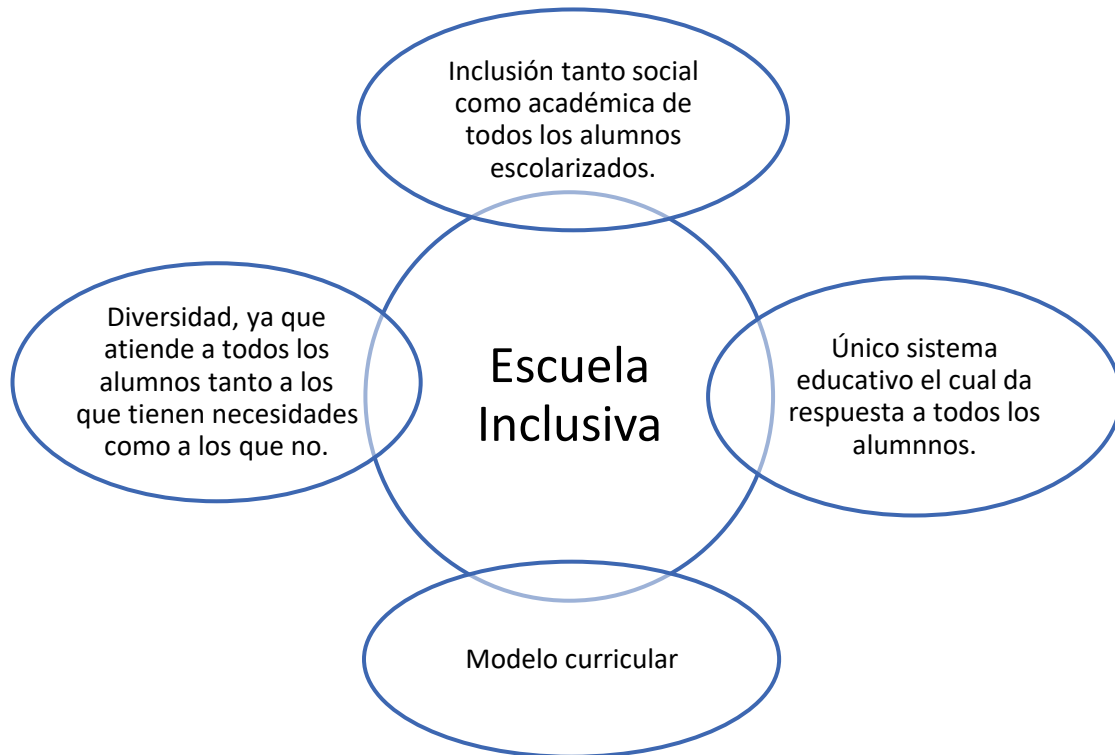 Inclusión tanto social
como académica de
todos los alumnos
escolarizados.
Diversidad, ya que
atiende a todos los
alumnos tanto a los
que tienen necesidades
como a los que no.
Escuela
Inclusiva
Único sistema
educativo el cual da
respuesta a todos los
alumnnos.
Modelo curricular